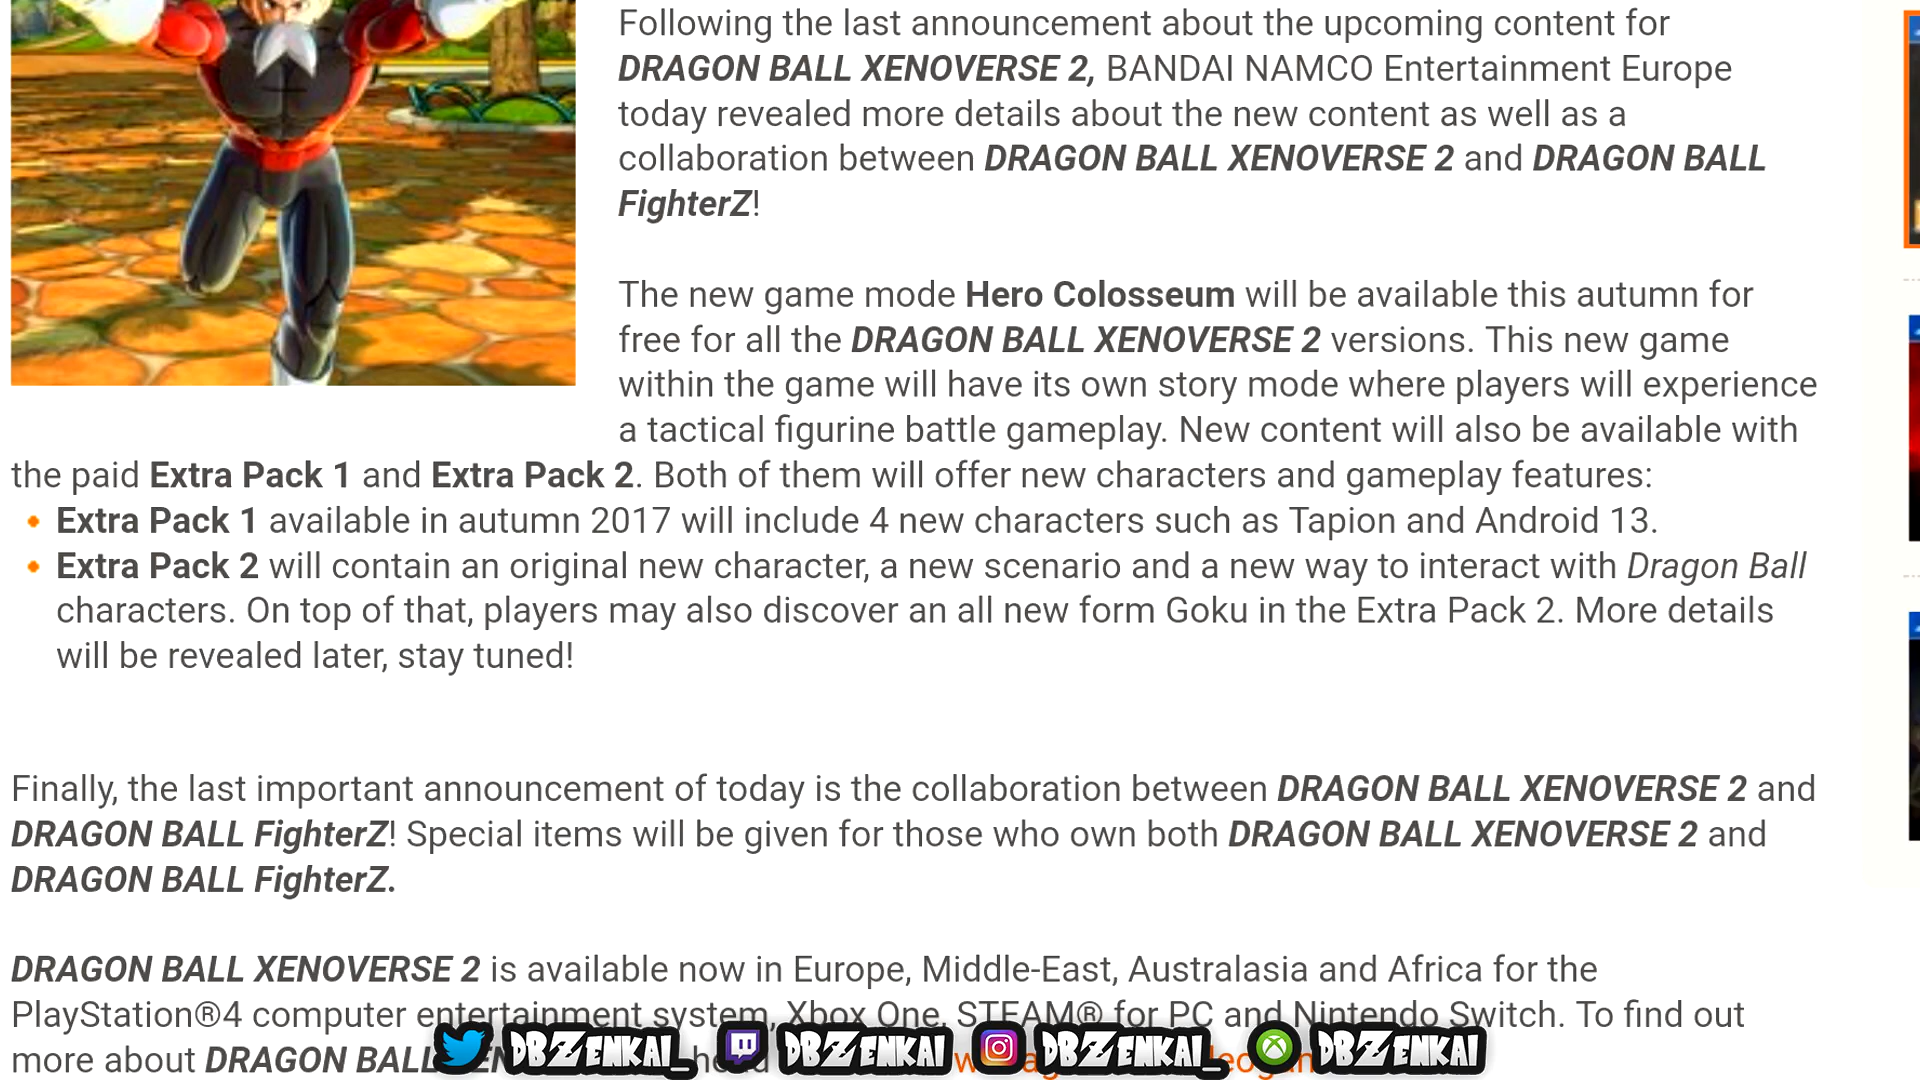 Following the last announcement about the upcoming content for
DRAGON BALL XENOVERSE 2, BANDAI NAMCO Entertainment Europe
today revealed more details about the new content as well as a
collaboration between DRAGON BALL XENOVERSE 2 and DRAGON BALL
FighterZ!
The new game mode Hero Colosseum will be available this autumn for
free for all the DRAGON BALL XENOVERSE 2 versions. This new game
within the game will have its own story mode where players will experience
a tactical figurine battle gameplay. New content will also be available with
the paid Extra Pack 1 and Extra Pack 2. Both of them will offer new characters and gameplay features:
Extra Pack 1 available in autumn 2017 will include 4 new characters such as Tapion and Android 13.
Extra Pack 2 will contain an original new character, a new scenario and a new way to interact with Dragon Ball
characters. On top of that, players may also discover an all new form Goku in the Extra Pack 2. More details
will be revealed later, stay tuned!
Finally, the last important announcement of today is the collaboration between DRAGON BALL XENOVERSE 2 and
DRAGON BALL FighterZ! Special items will be given for those who own both DRAGON BALL XENOVERSE 2 and
DRAGON BALL FighterZ.
DRAGON BALL XENOVERSE 2 is available now in Europe, Middle-East, Australasia and Africa for the
PlayStation®4 computer entertainment system, Xbox One, STEAM® for PC and Nintendo Switch. To find out
more about DRAGON BALL
DBZENKAI_ DBZENKAI DBZENKAI_ DBZENKAI